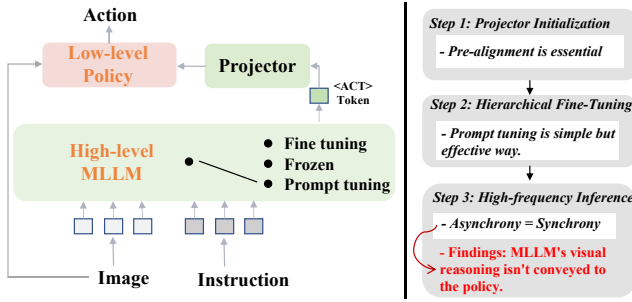 Action
Low-level
Policy
Projector
<ACT>
Token
High-level
MLLM
Fine tuning
Frozen
Prompt tuning
Image
Instruction
Step 1: Projector Initialization
- Pre-alignment is essential
Step 2: Hierarchical Fine-Tuning
- Prompt tuning is simple but
effective way.
Step 3: High-frequency Inference
- Asynchrony = Synchrony
- Findings: MLLM's visual
reasoning isn't conveyed to
the policy.